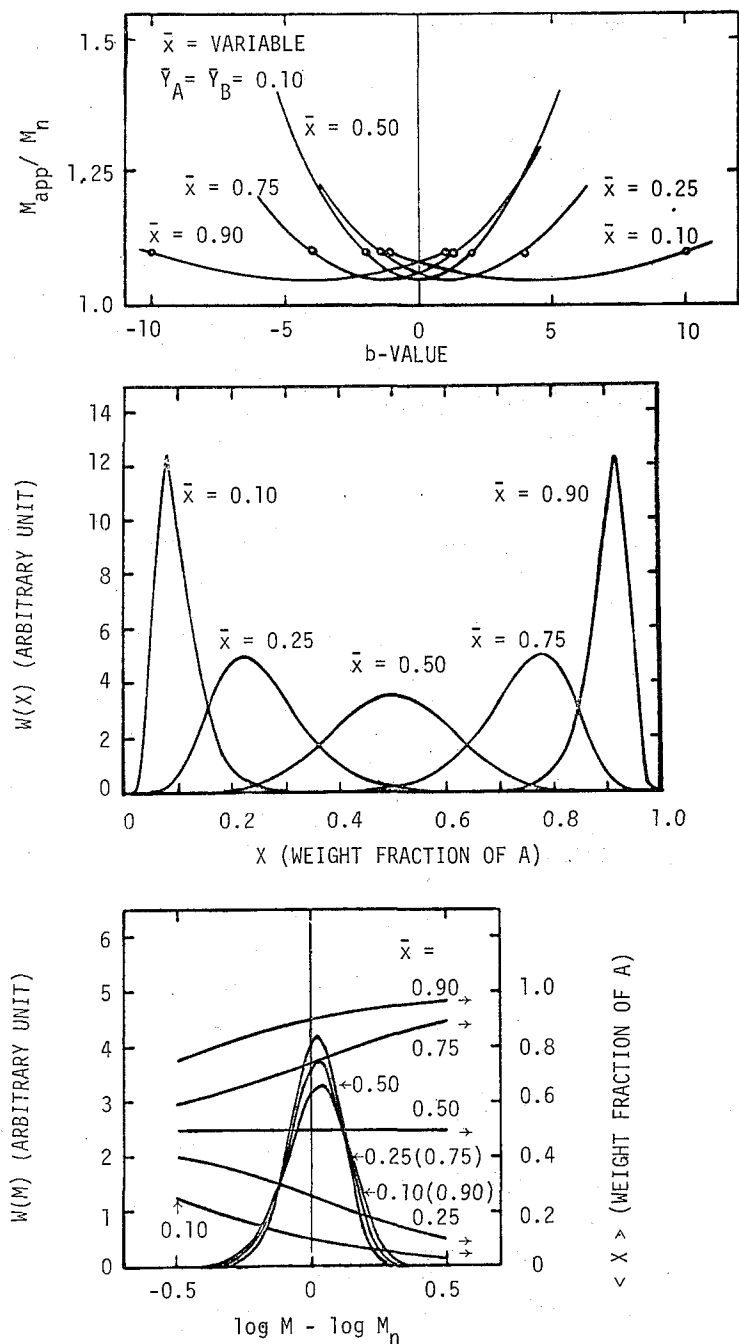 1.5
1.25
1.0
M_app / M_n
x̄ = VARIABLE
Ȳ_A = Ȳ_B = 0.10
x̄ = 0.50
x̄ = 0.75
x̄ = 0.25
x̄ = 0.90
x̄ = 0.10
-10 -5 0 5 10
b-VALUE
14
12
10
8
6
4
2
0
W(X) (ARBITRARY UNIT)
x̄ = 0.10
x̄ = 0.90
x̄ = 0.25
x̄ = 0.75
x̄ = 0.50
0 0.2 0.4 0.6 0.8 1.0
X (WEIGHT FRACTION OF A)
6
5
4
3
2
1
0
W(M) (ARBITRARY UNIT)
x̄ =
0.90
→
→
0.75
←0.50
0.50
→
←0.25(0.75)
←0.10(0.90)
↑
0.10
0.25
→
→
1.0
0.8
0.6
0.4
0.2
0
< X > (WEIGHT FRACTION OF A)
-0.5 0 0.5
log M - log M_n